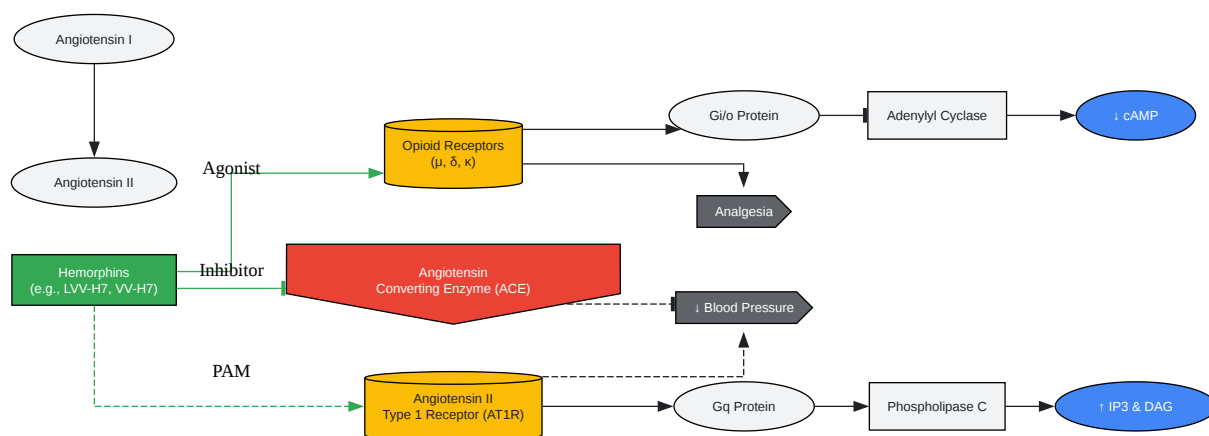 Angiotensin I
Angiotensin II
Agonist
Opioid Receptors
(μ, δ, κ)
Gi/o Protein
Adenylyl Cyclase
↓ cAMP
Analgesia
Hemorphins
(e.g., LVV-H7, VV-H7)
Inhibitor
Angiotensin
Converting Enzyme (ACE)
↓ Blood Pressure
PAM
Angiotensin II
Type 1 Receptor (AT1R)
Gq Protein
Phospholipase C
↑ IP3 & DAG